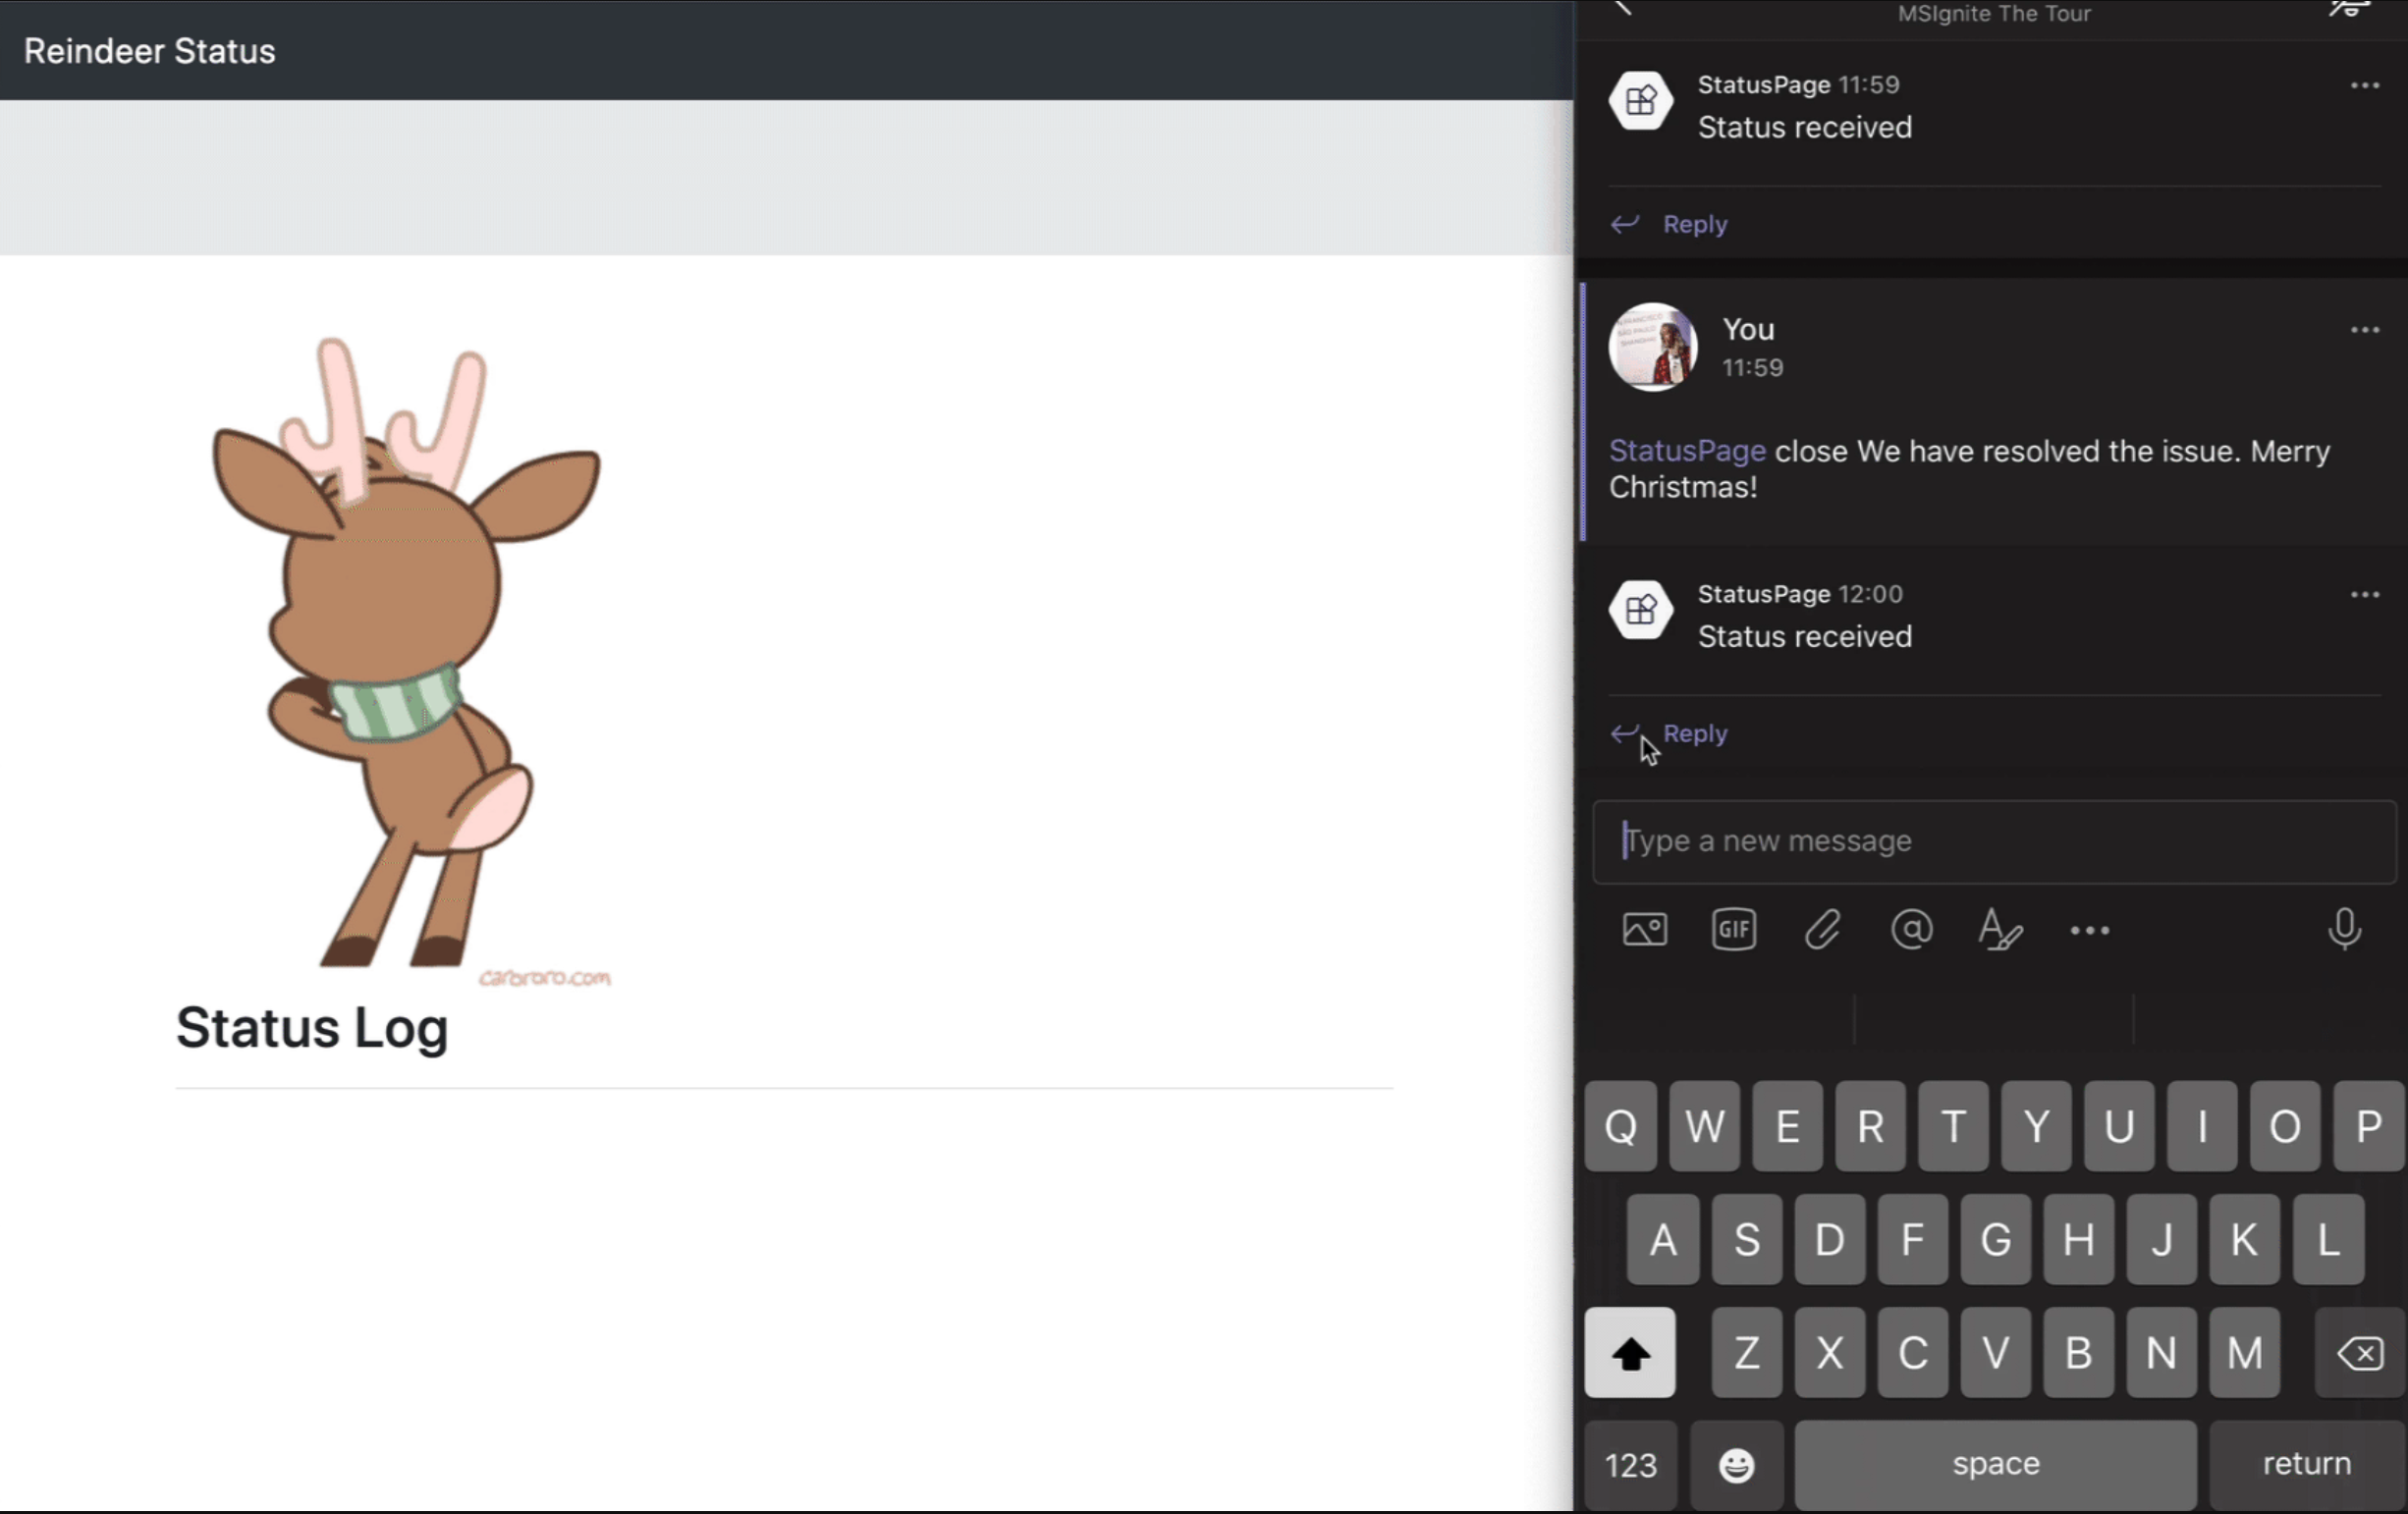 Reindeer Status
carororo.com
Status Log
MSIgnite The Tour
StatusPage 11:59
Status received
Reply
You
11:59
StatusPage close We have resolved the issue. Merry
Christmas!
StatusPage 12:00
Status received
Reply
Type a new message
GIF
Q W E R T Y U I O P
A S D F G H J K L
Z X C V B N M
123 space return